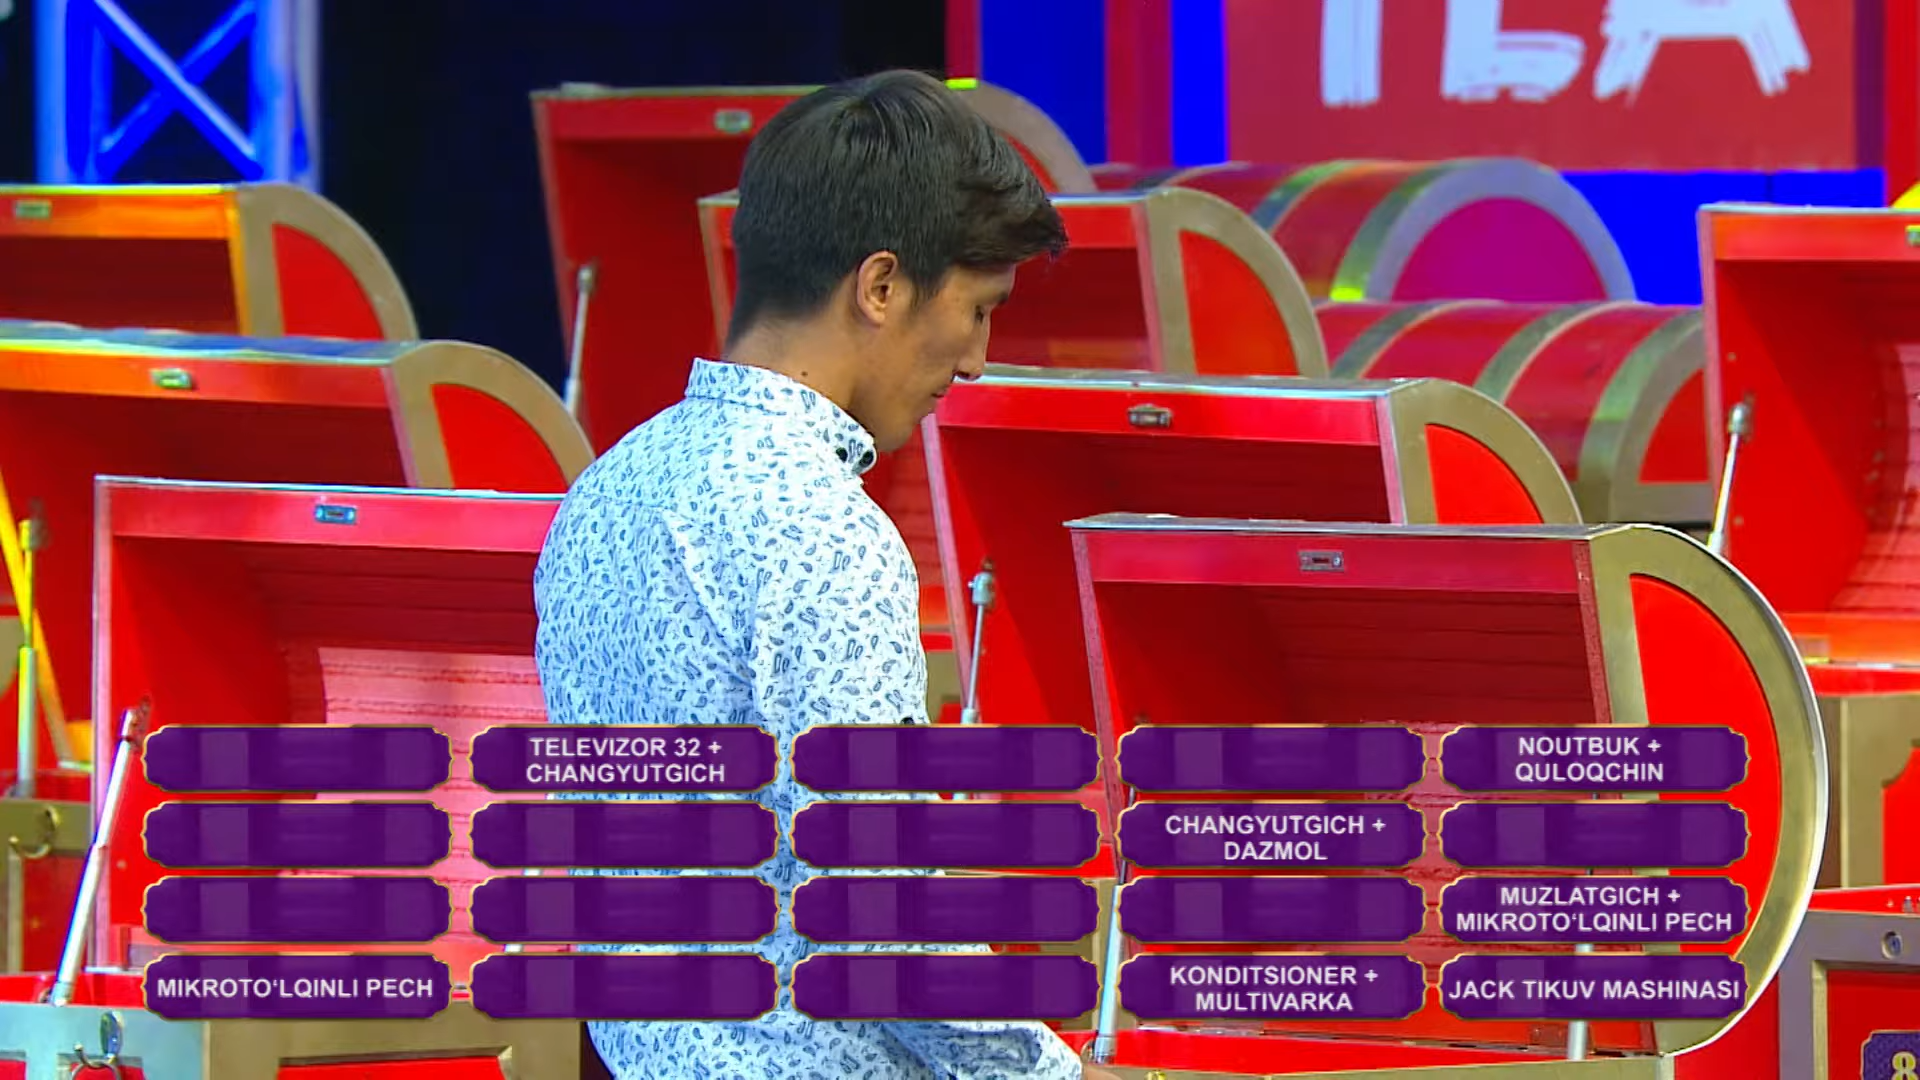 TELEVIZOR 32 +
CHANGYUTGICH
NOUTBUK +
QULOQCHIN
CHANGYUTGICH +
DAZMOL
MUZLATGICH +
MIKROTO‘LQINLI PECH
MIKROTO‘LQINLI PECH
KONDITSIONER +
MULTIVARKA
JACK TIKUV MASHINASI
8